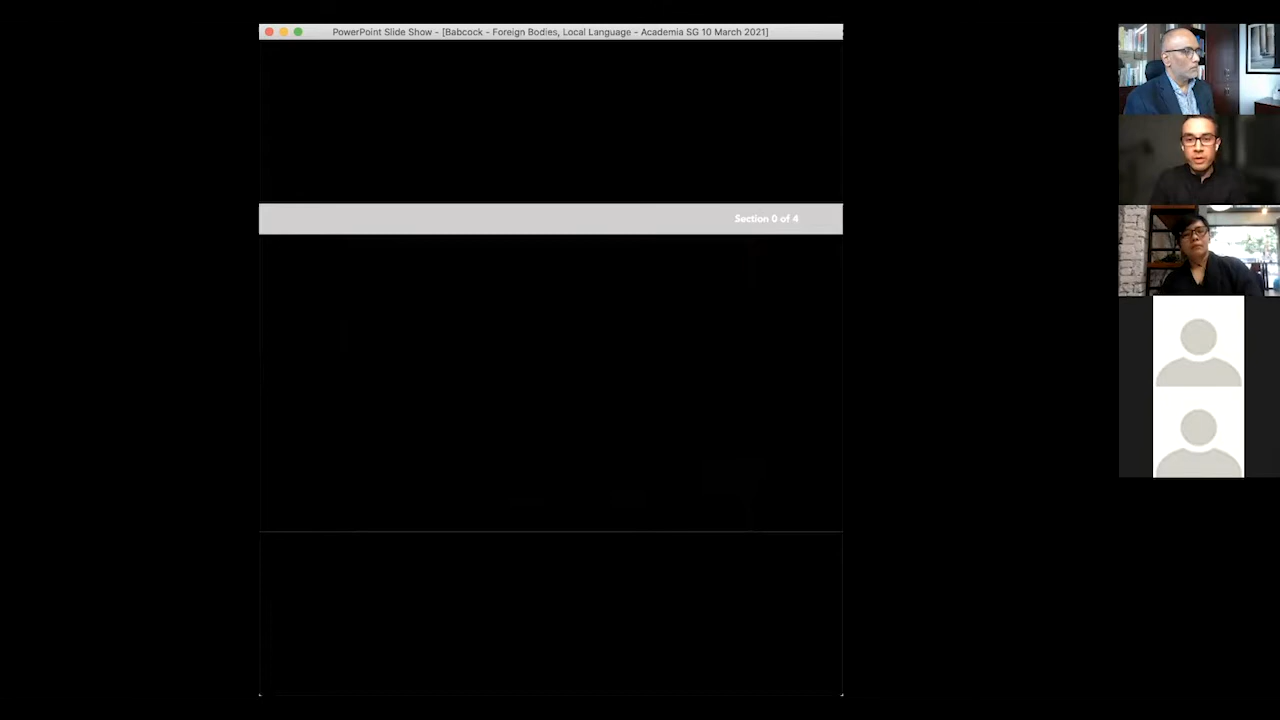 PowerPoint Slide Show - [Babcock - Foreign Bodies, Local Language - Academia SG 10 March 2021]
Section 0 of 4